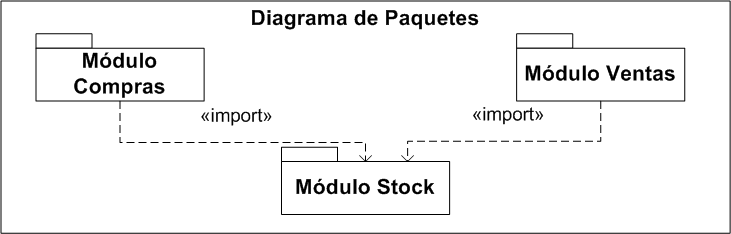 Diagrama de Paquetes
Módulo
Compras
Módulo Ventas
«import»
«import»
Módulo Stock